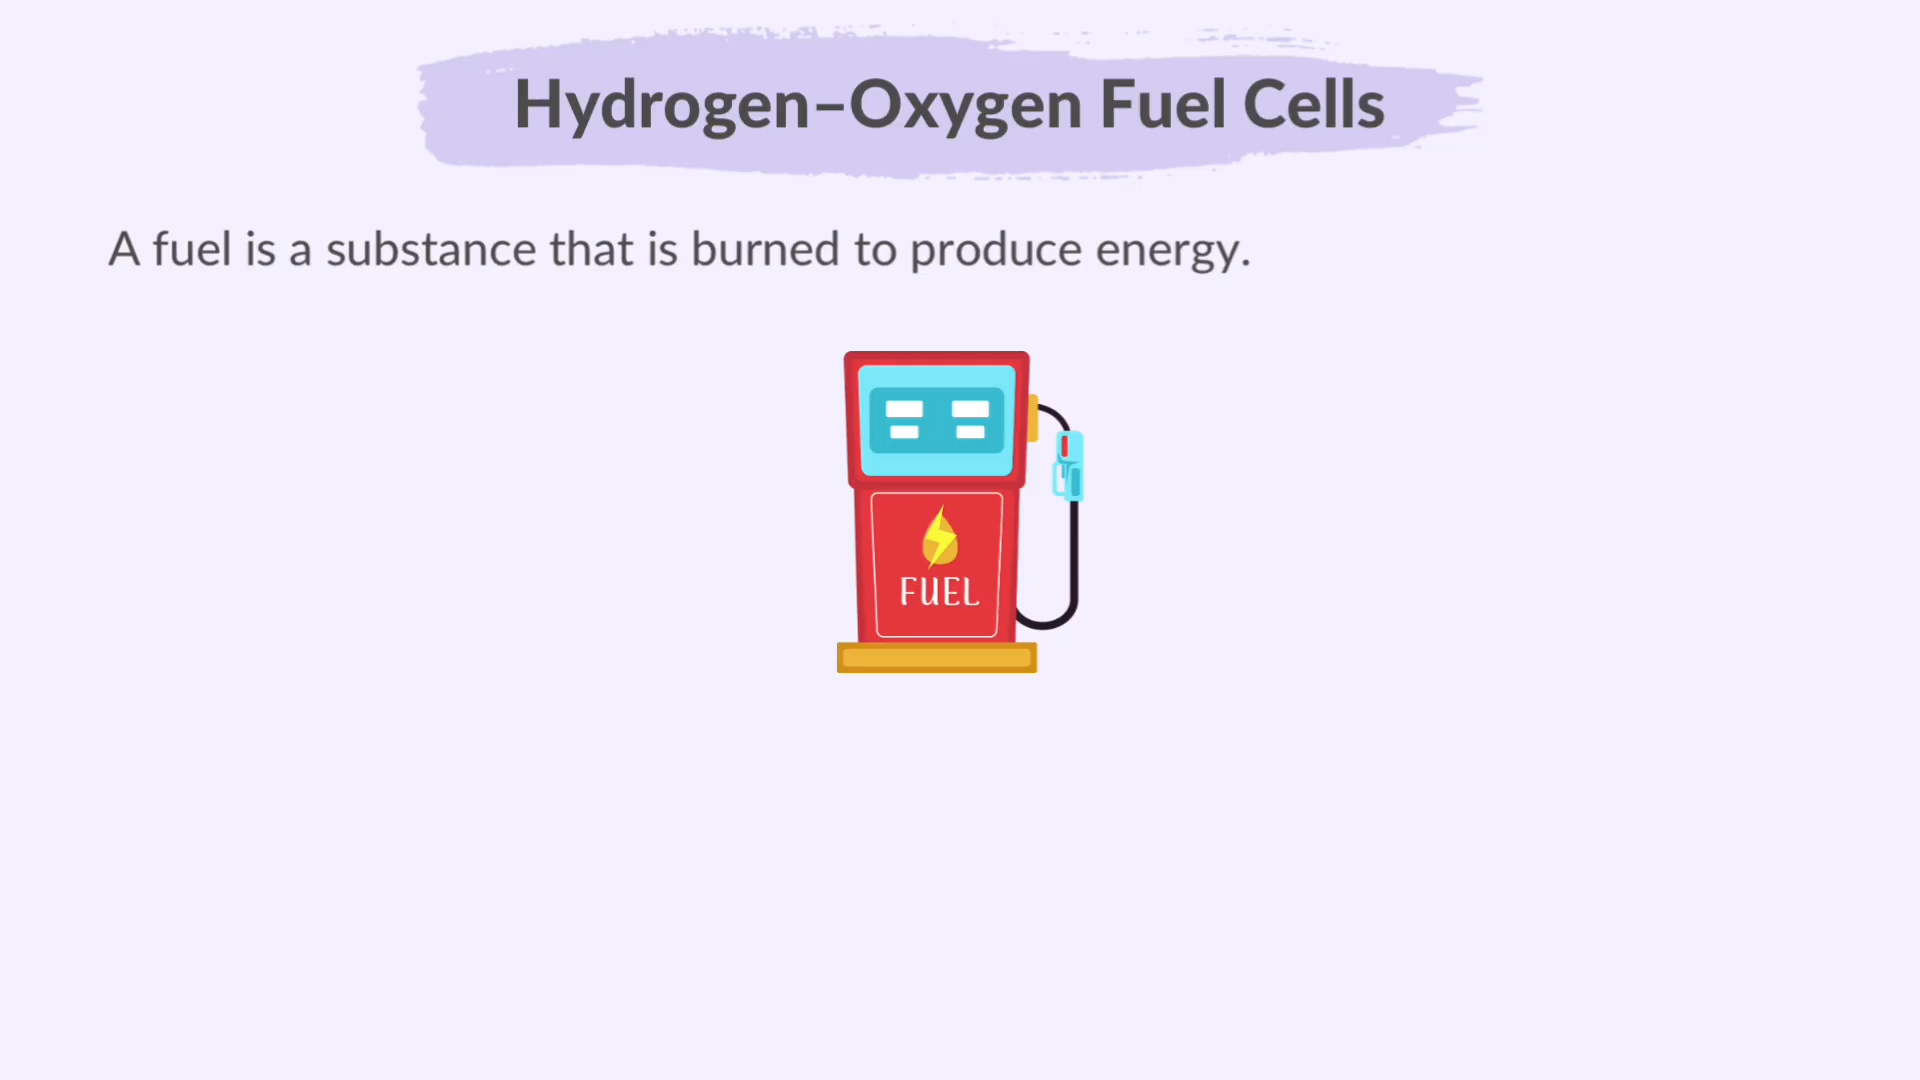 Hydrogen–Oxygen Fuel Cells
A fuel is a substance that is burned to produce energy.
FUEL